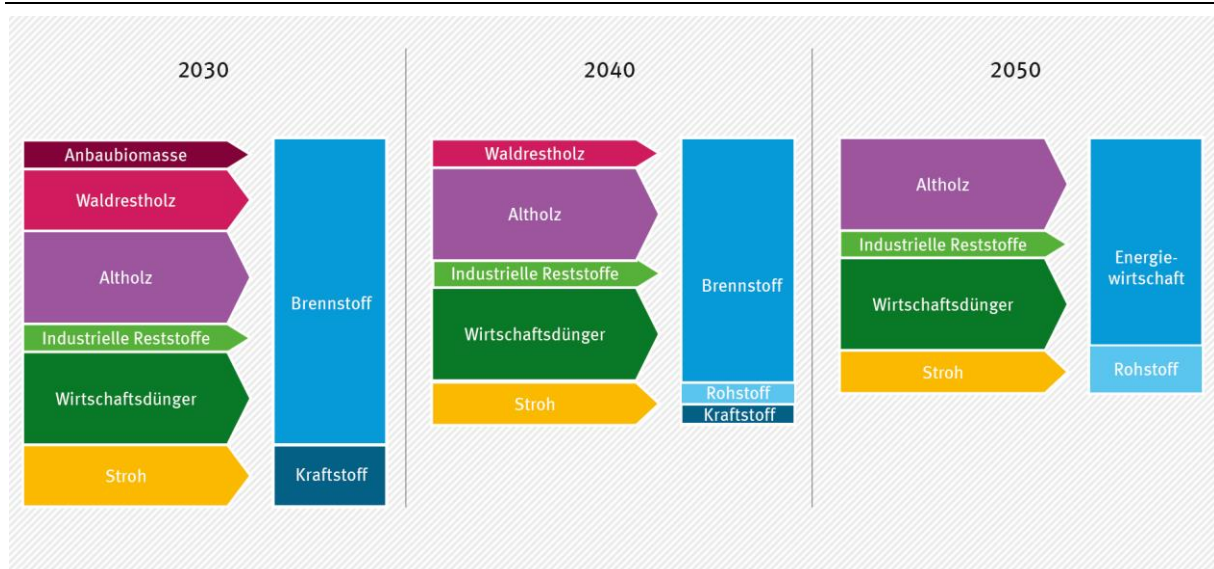 2030
Anbaubiomasse
Waldrestholz
Altholz
Industrielle Reststoffe
Wirtschaftsdünger
Stroh
Brennstoff
Kraftstoff
2040
Waldrestholz
Altholz
Industrielle Reststoffe
Wirtschaftsdünger
Stroh
Brennstoff
Rohstoff
Kraftstoff
2050
Altholz
Industrielle Reststoffe
Wirtschaftsdünger
Stroh
Energie-
wirtschaft
Rohstoff